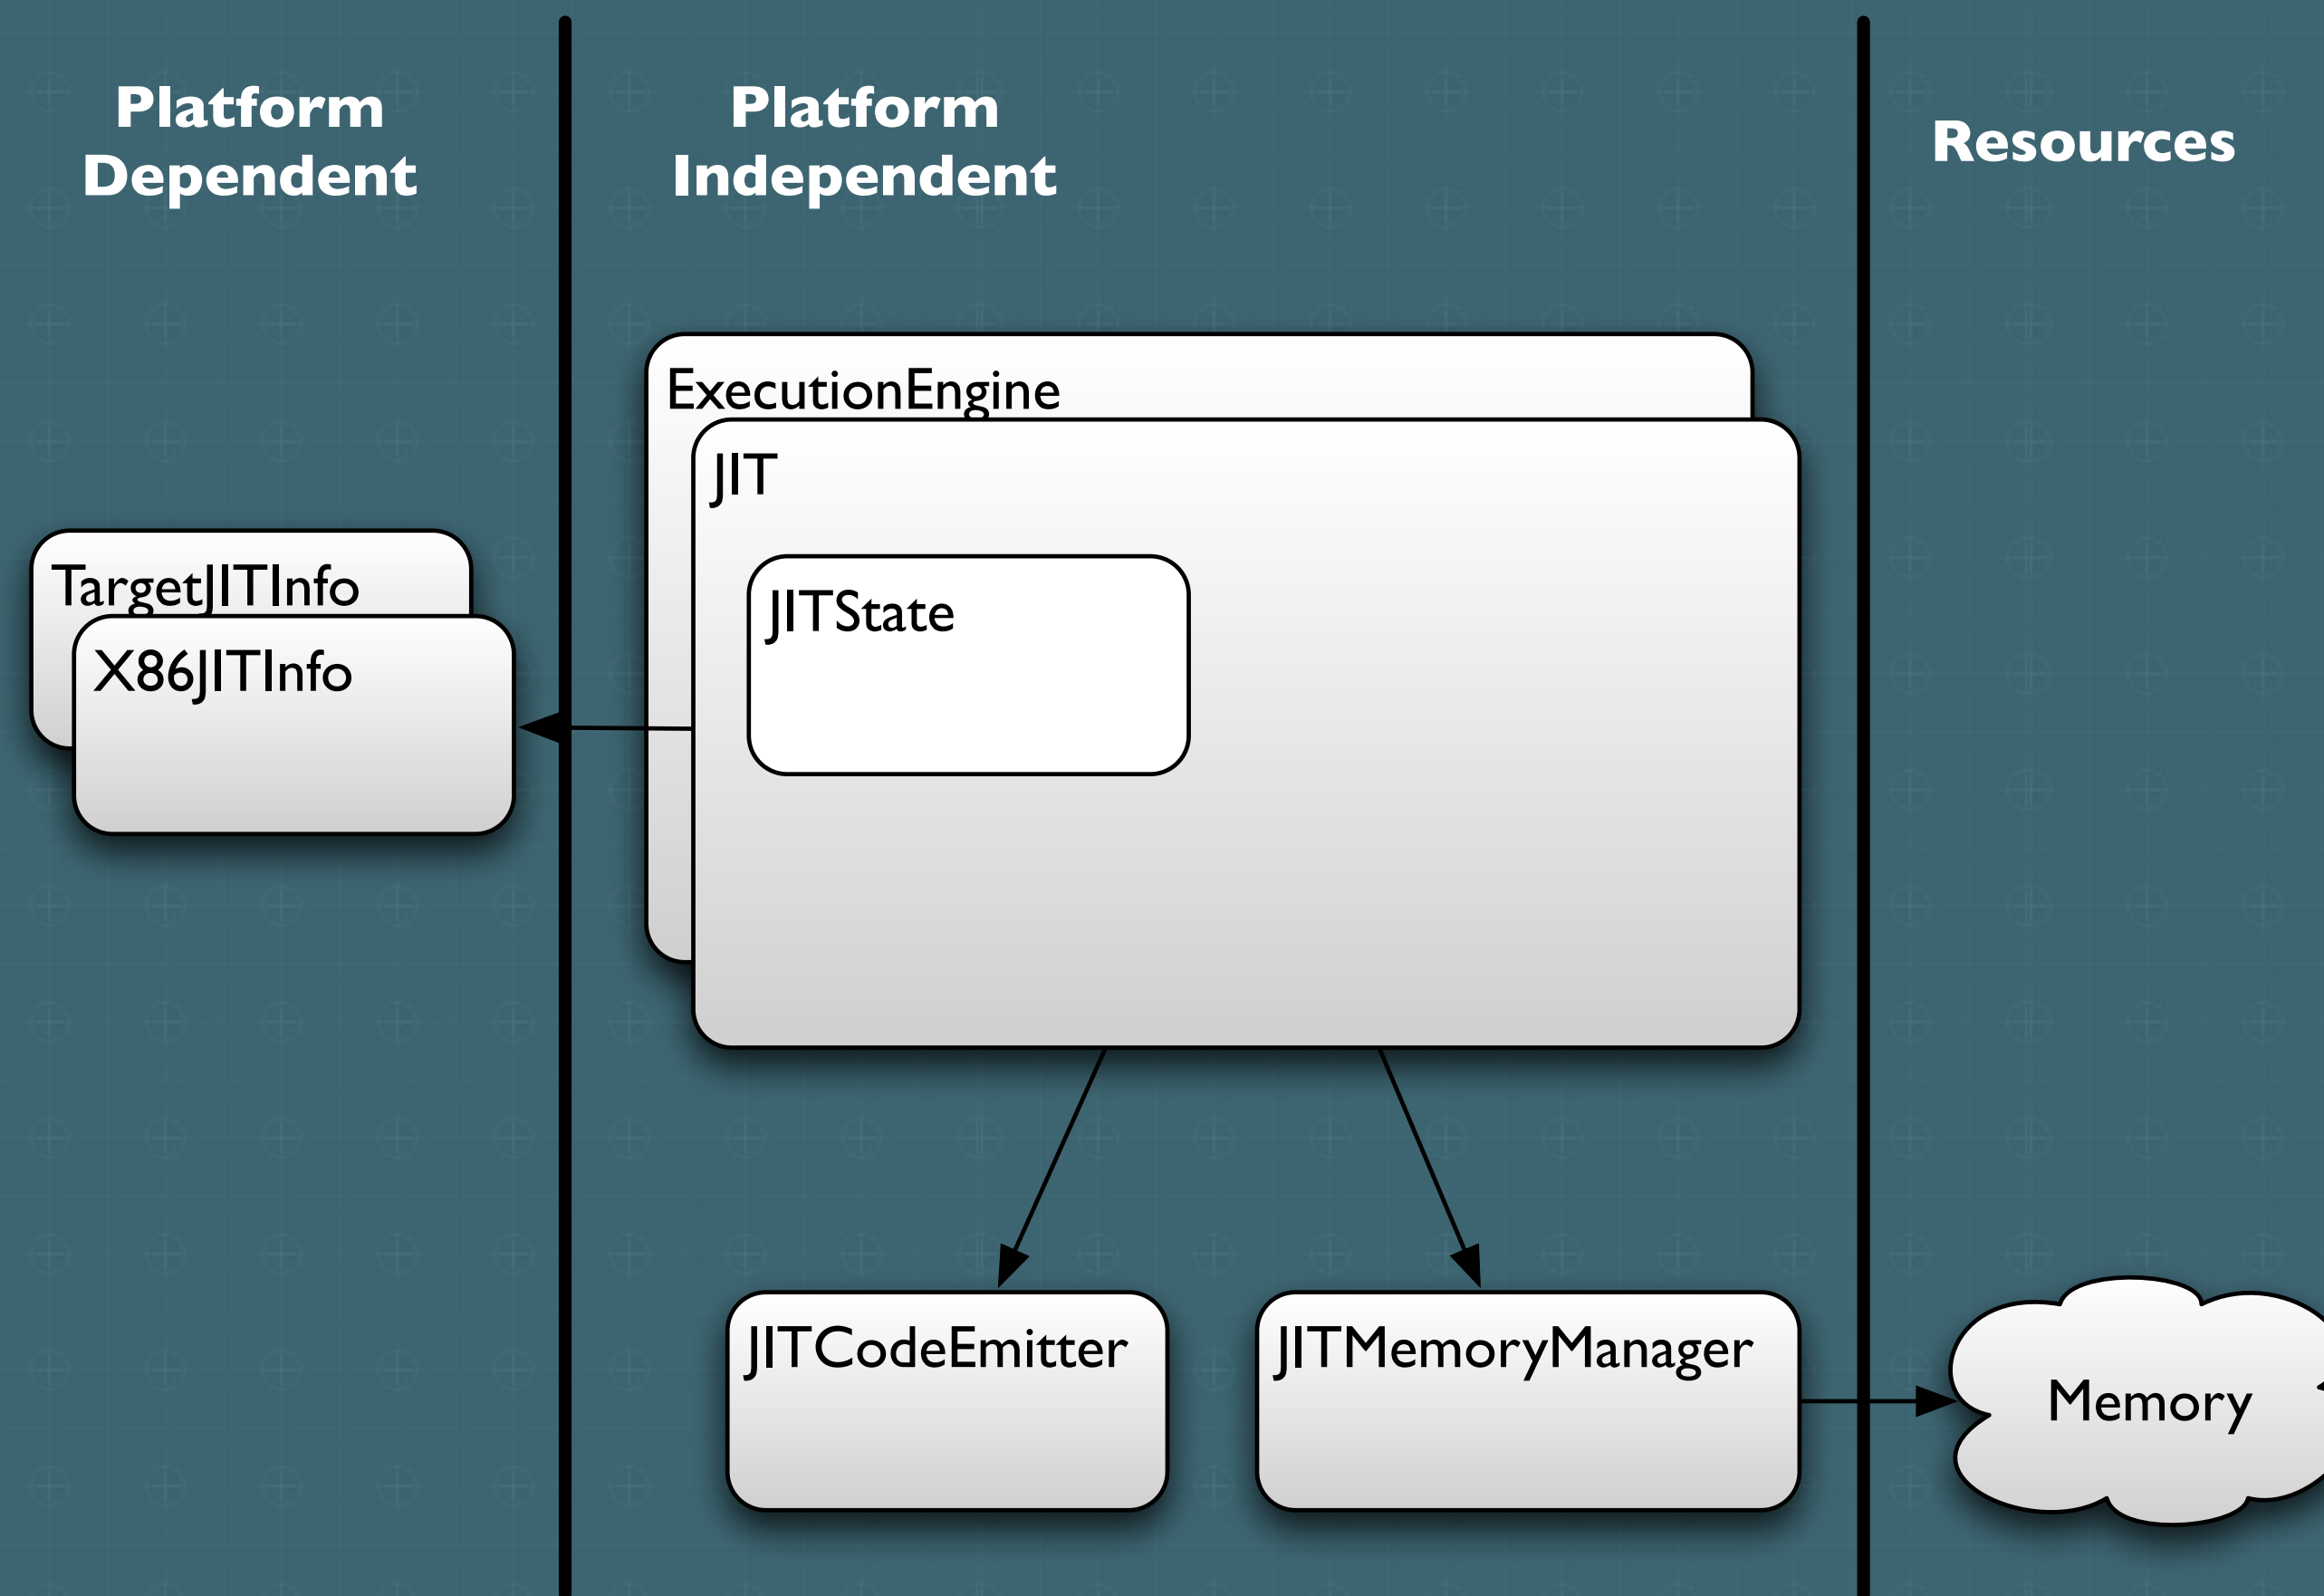 Platform
Dependent
Platform
Independent
Resources
ExecutionEngine
JIT
JITState
TargetJITInfo
X86JITInfo
JITCodeEmitter
JITMemoryManager
Memory